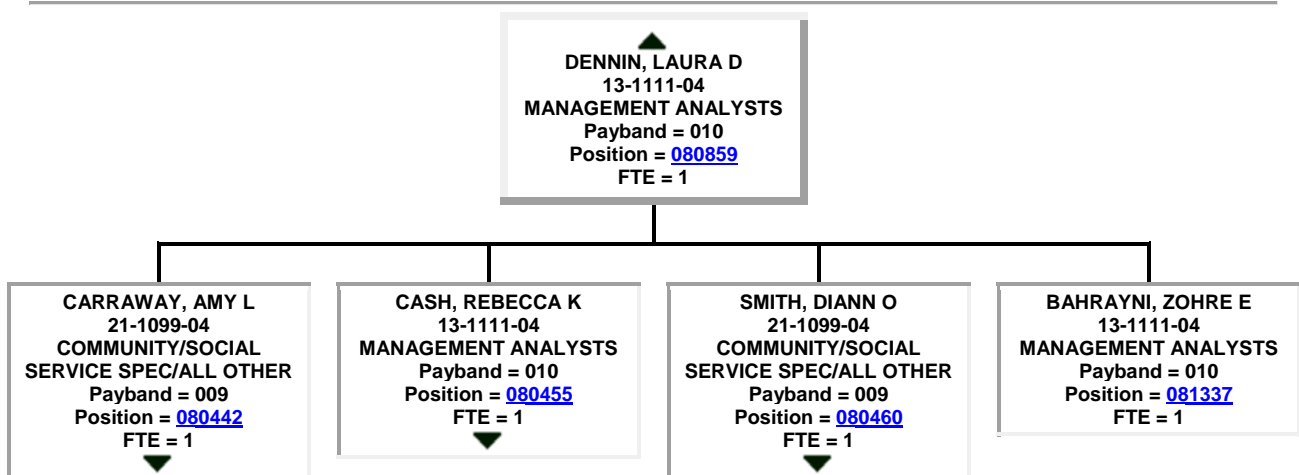 DENNIN, LAURA D
13-1111-04
MANAGEMENT ANALYSTS
Payband = 010
Position = 080859
FTE = 1
CARRAWAY, AMY L
21-1099-04
COMMUNITY/SOCIAL
SERVICE SPEC/ALL OTHER
Payband = 009
Position = 080442
FTE = 1
CASH, REBECCA K
13-1111-04
MANAGEMENT ANALYSTS
Payband = 010
Position = 080455
FTE = 1
SMITH, DIANN O
21-1099-04
COMMUNITY/SOCIAL
SERVICE SPEC/ALL OTHER
Payband = 009
Position = 080460
FTE = 1
BAHRAYNI, ZOHRE E
13-1111-04
MANAGEMENT ANALYSTS
Payband = 010
Position = 081337
FTE = 1